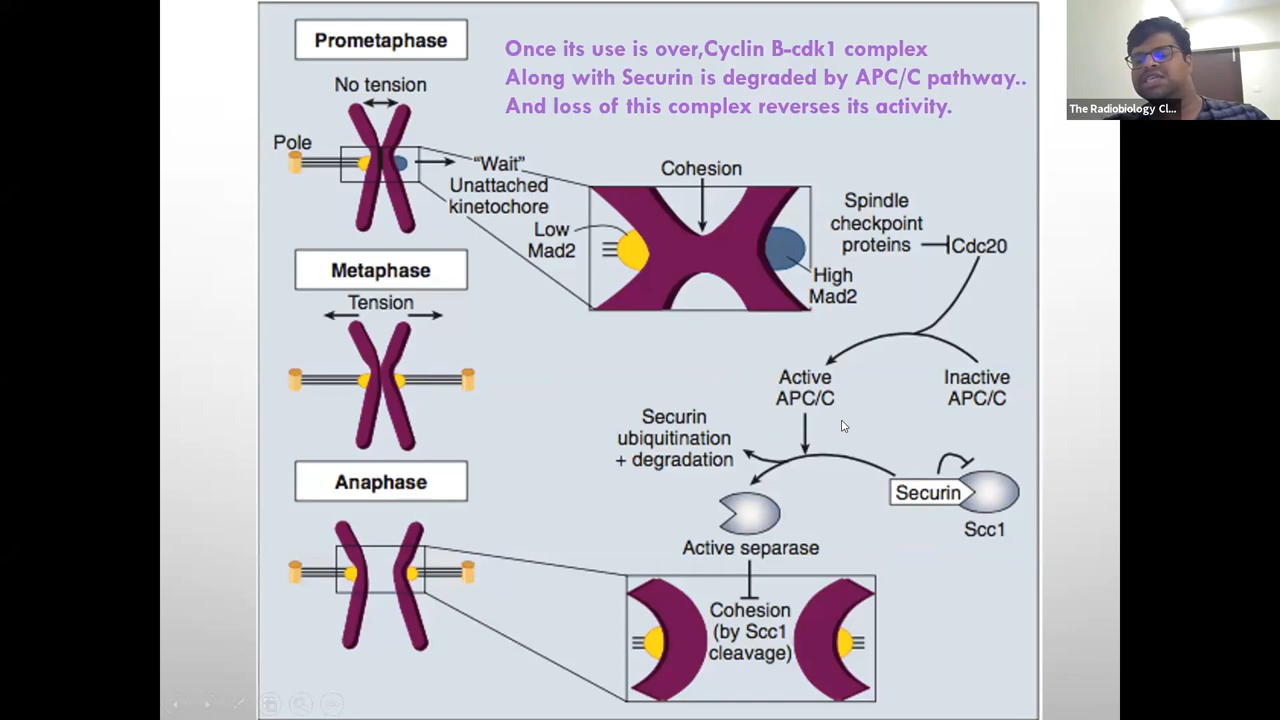 Prometaphase
Once its use is over,Cyclin B-cdk1 complex
Along with Securin is degraded by APC/C pathway..
And loss of this complex reverses its activity.
The Radiobiology Cl...
No tension
Pole
"Wait"
Unattached
kinetochore
Cohesion
Low
Mad2
High
Mad2
Spindle
checkpoint
proteins
Cdc20
Metaphase
Tension
Active
APC/C
Inactive
APC/C
Securin
ubiquitination
+ degradation
Securin
Scc1
Anaphase
Active separase
Cohesion
(by Scc1
cleavage)